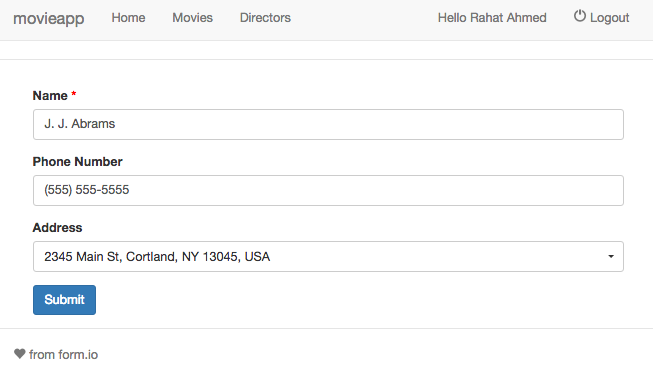 movieapp Home Movies Directors Hello Rahat Ahmed Logout
Name *
J. J. Abrams
Phone Number
(555) 555-5555
Address
2345 Main St, Cortland, NY 13045, USA
Submit
from form.io